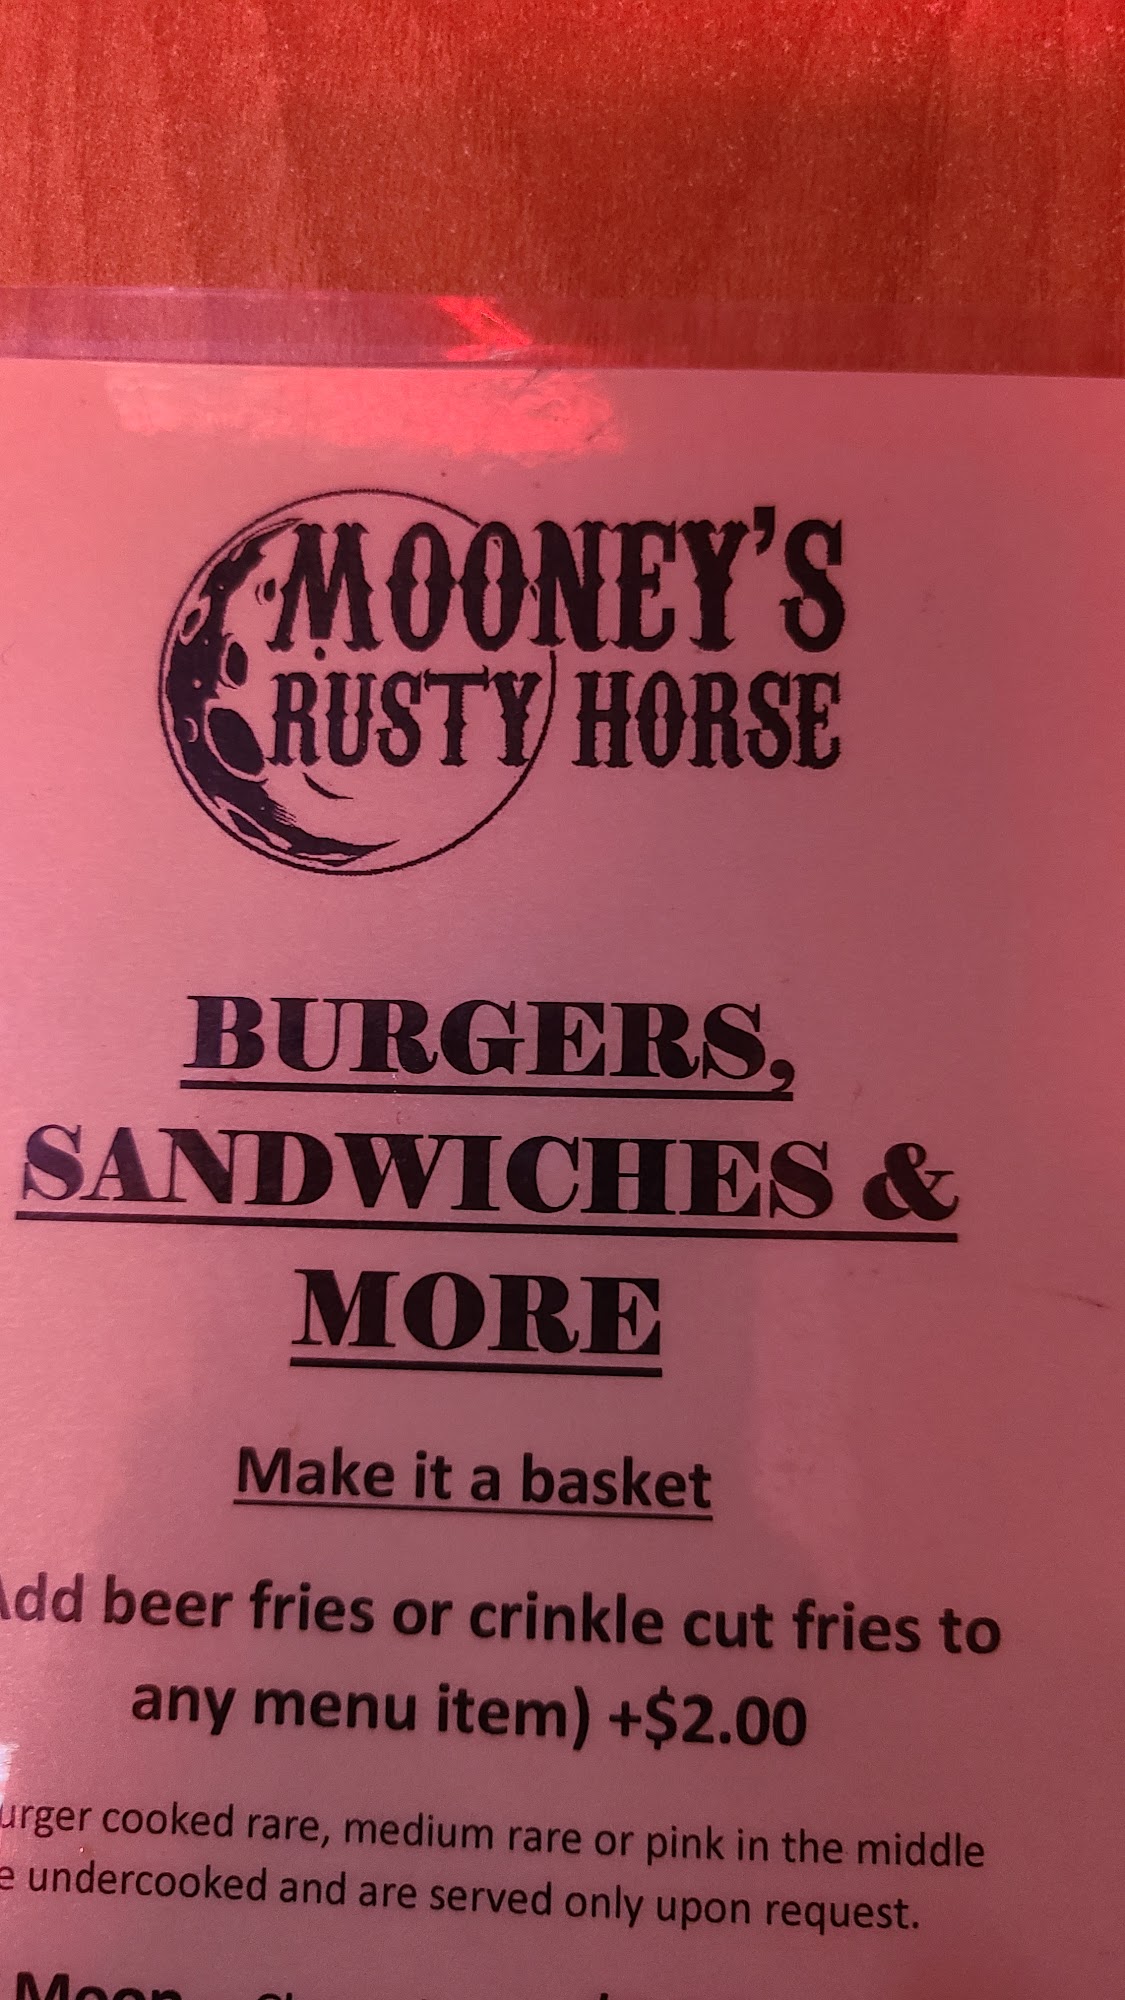 MOONEY'S
RUSTY HORSE
BURGERS,
SANDWICHES &
MORE
Make it a basket
Add beer fries or crinkle cut fries to
any menu item) +$2.00
urger cooked rare, medium rare or pink in the middle
e undercooked and are served only upon request.
Moon